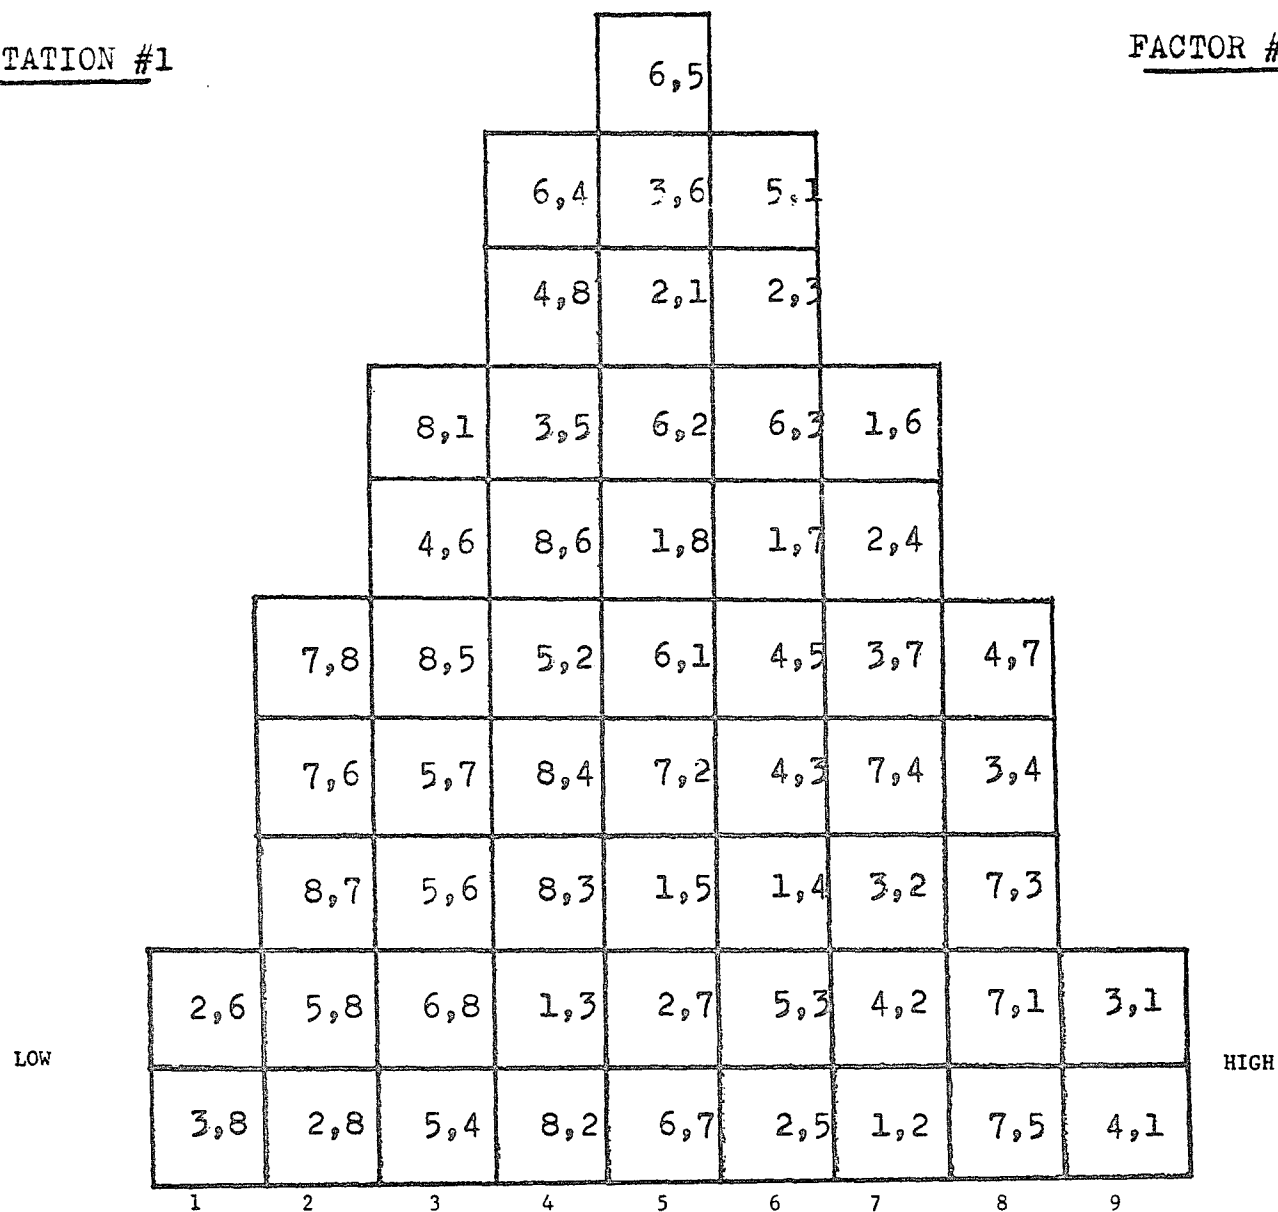 TATION #1 FACTOR #
6,5
6,4 3,6 5,1
4,8 2,1 2,3
8,1 3,5 6,2 6,3 1,6
4,6 8,6 1,8 1,7 2,4
7,8 8,5 5,2 6,1 4,5 3,7 4,7
7,6 5,7 8,4 7,2 4,3 7,4 3,4
8,7 5,6 8,3 1,5 1,4 3,2 7,3
2,6 5,8 6,8 1,3 2,7 5,3 4,2 7,1 3,1
LOW HIGH
3,8 2,8 5,4 8,2 6,7 2,5 1,2 7,5 4,1
1 2 3 4 5 6 7 8 9